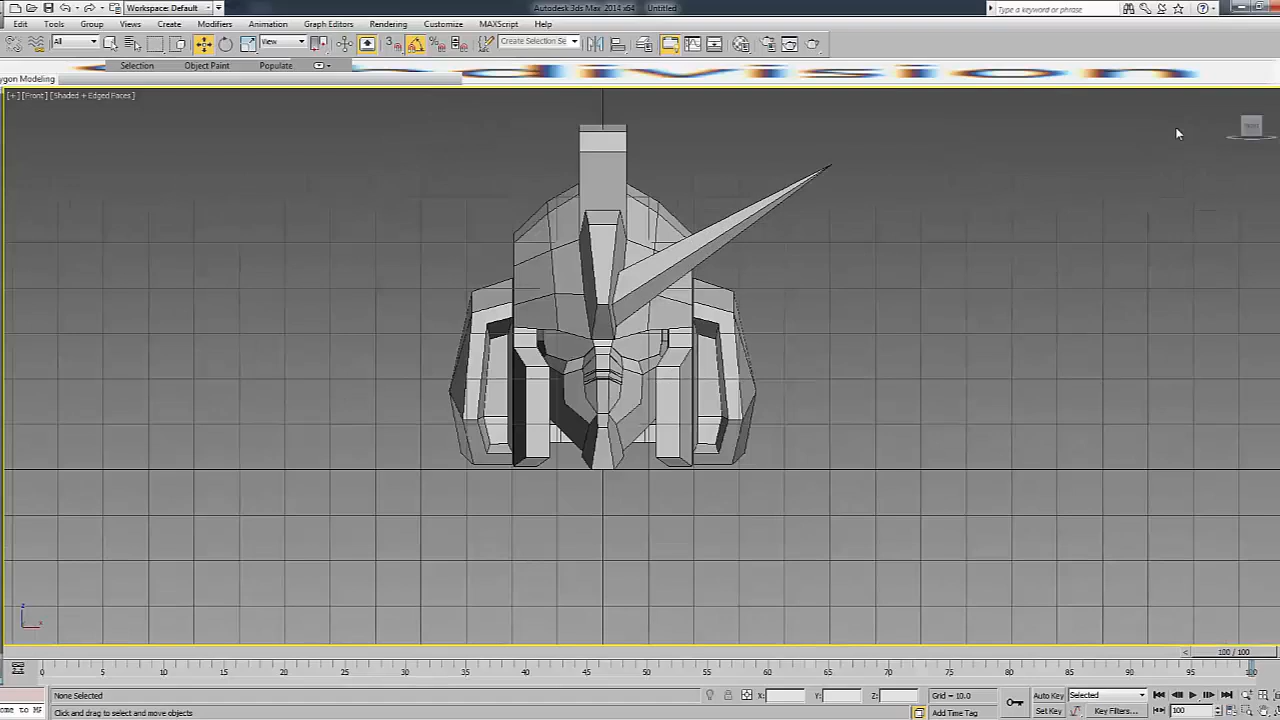 Workspace: Default
Autodesk 3ds Max 2014 x64 Untitled
Type a keyword or phrase
Edit Tools Group Views Create Modifiers Animation Graph Editors Rendering Customize MAXScript Help
All View Create Selection Se
Selection Object Paint Populate
ygon Modeling
[+] [Front] [Shaded + Edged Faces]
FRONT
z
x
100 / 100
0 5 10 15 20 25 30 35 40 45 50 55 60 65 70 75 80 85 90 95 100
None Selected X: Y: Z: Grid = 10.0 Auto Key Selected
ome to MF Click and drag to select and move objects Add Time Tag Set Key Key Filters... 100